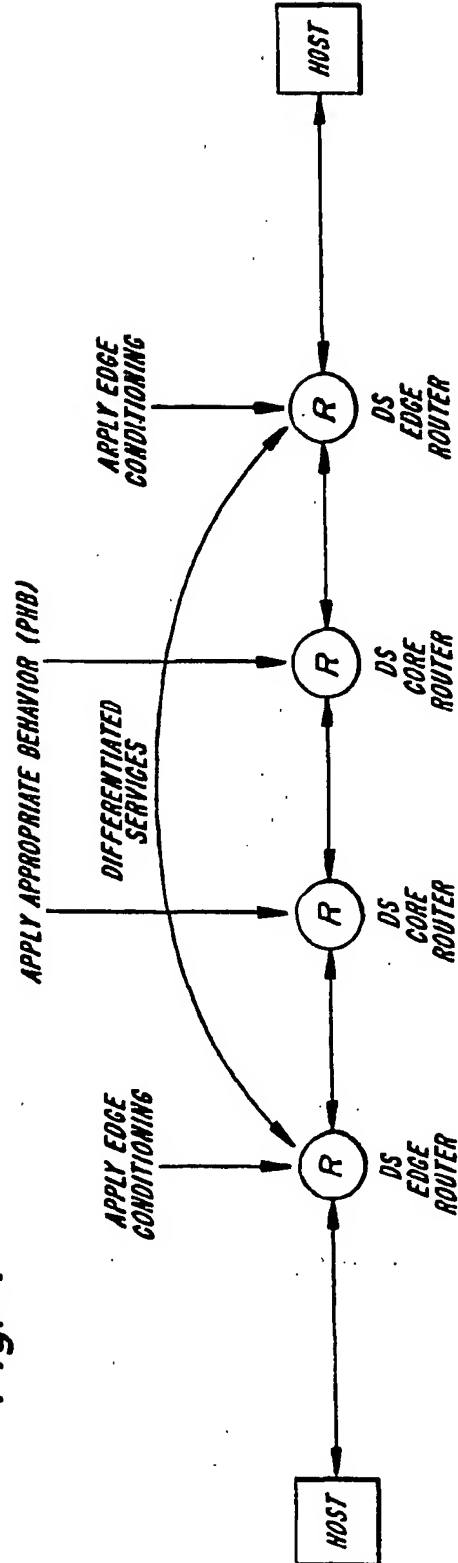 APPLY APPROPRIATE BEHAVIOR (PHB)
APPLY EDGE
CONDITIONING
DIFFERENTIATED
SERVICES
APPLY EDGE
CONDITIONING
HOST
R
R
R
R
HOST
DS
EDGE
ROUTER
DS
CORE
ROUTER
DS
CORE
ROUTER
DS
EDGE
ROUTER